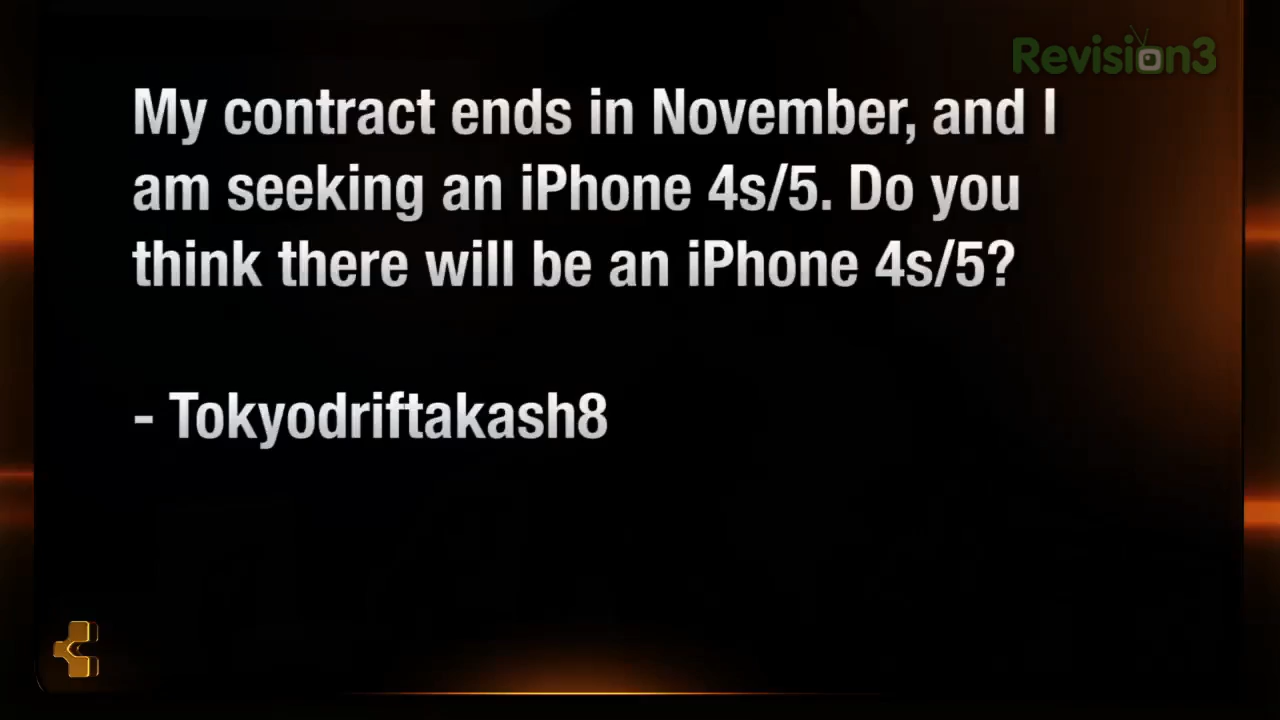 Revision3
My contract ends in November, and I
am seeking an iPhone 4s/5. Do you
think there will be an iPhone 4s/5?
- Tokyodriftakash8